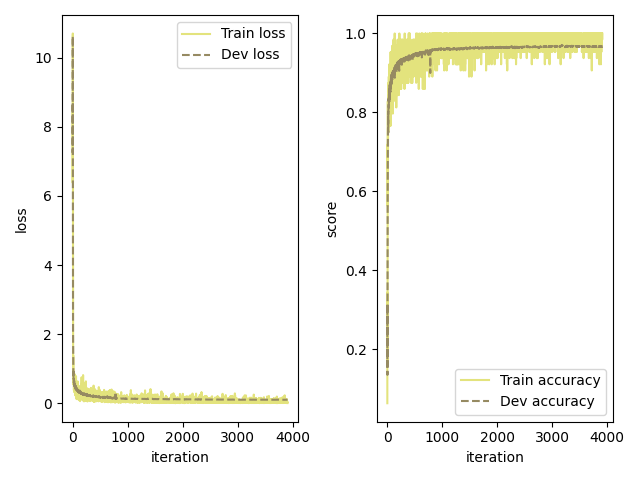 Train loss
Dev loss
10
8
6
4
2
0
loss
0
1000
2000
3000
4000
iteration
1.0
0.8
0.6
0.4
0.2
score
Train accuracy
Dev accuracy
0
1000
2000
3000
4000
iteration